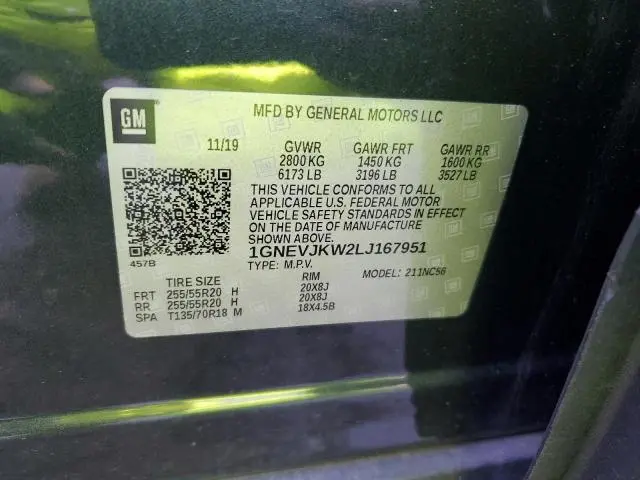 GM
MFD BY GENERAL MOTORS LLC
11/19 GVWR GAWR FRT GAWR RR
2800 KG 1450 KG 1600 KG
6173 LB 3196 LB 3527 LB
THIS VEHICLE CONFORMS TO ALL
APPLICABLE U.S. FEDERAL MOTOR
VEHICLE SAFETY STANDARDS IN EFFECT
ON THE DATE OF MANUFACTURE
SHOWN ABOVE.
1GNEVJKW2LJ167951
457B TYPE: M.P.V. MODEL: 211NC56
TIRE SIZE RIM
FRT 255/55R20 H 20X8J
RR 255/55R20 H 20X8J
SPA T135/70R18 M 18X4.5B